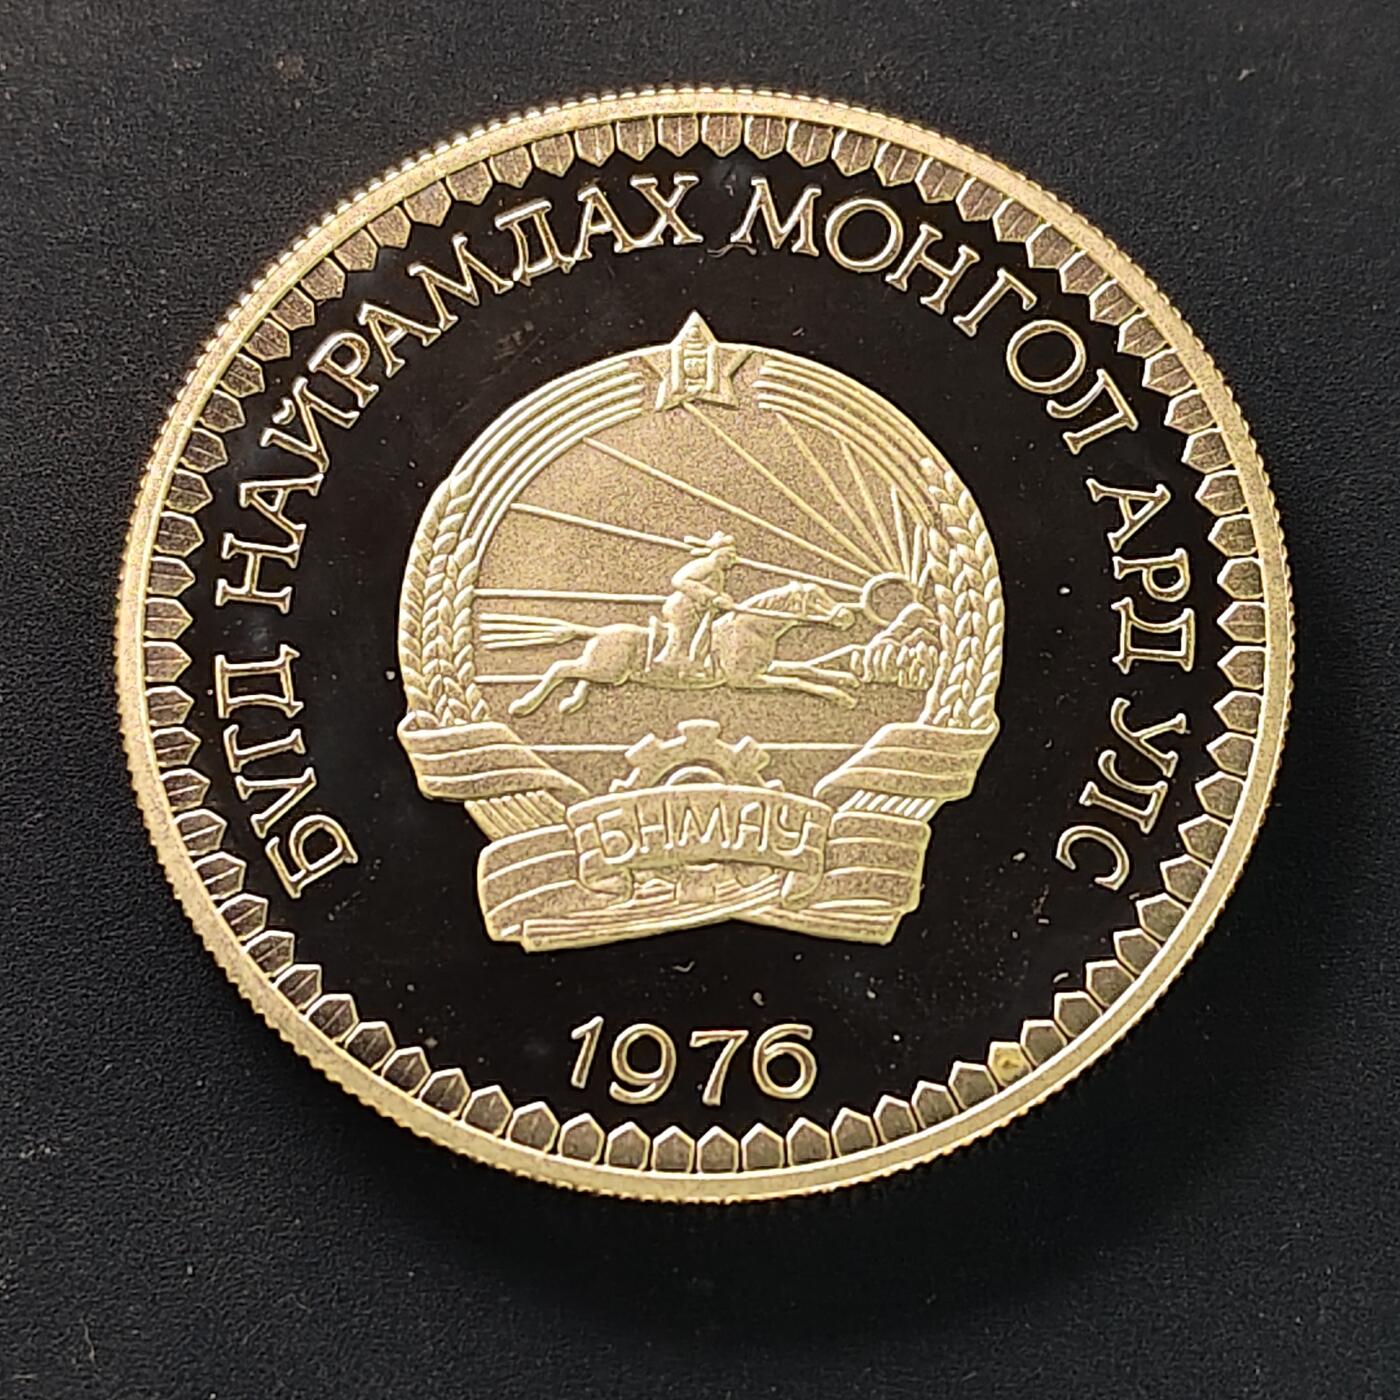 БҮГД НАЙРАМДАХ МОНГОЛ АРД УЛС
БНМАУ
1976